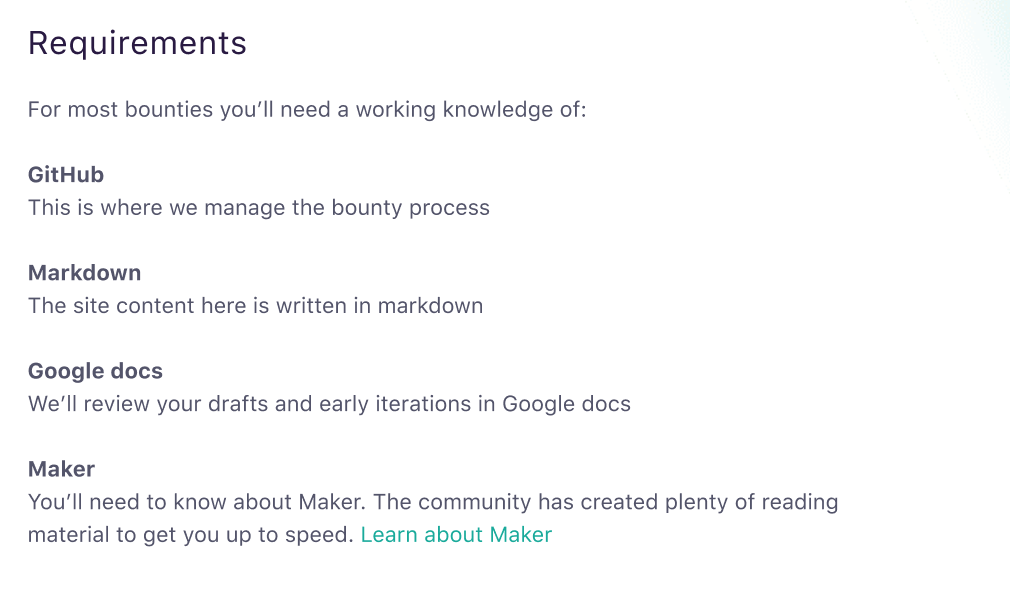 Requirements
For most bounties you’ll need a working knowledge of:
GitHub
This is where we manage the bounty process
Markdown
The site content here is written in markdown
Google docs
We’ll review your drafts and early iterations in Google docs
Maker
You’ll need to know about Maker. The community has created plenty of reading
material to get you up to speed. Learn about Maker